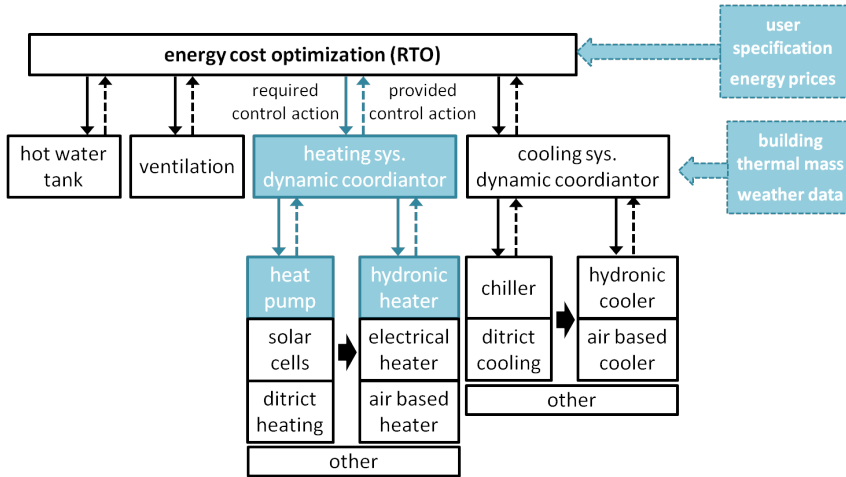 user
specification
energy prices
energy cost optimization (RTO)
required
control action
provided
control action
hot water
tank
ventilation
heating sys.
dynamic coordiantor
cooling sys.
dynamic coordiantor
building
thermal mass
weather data
heat
pump
hydronic
heater
chiller
hydronic
cooler
solar
cells
electrical
heater
ditrict
cooling
air based
cooler
ditrict
heating
air based
heater
other
other